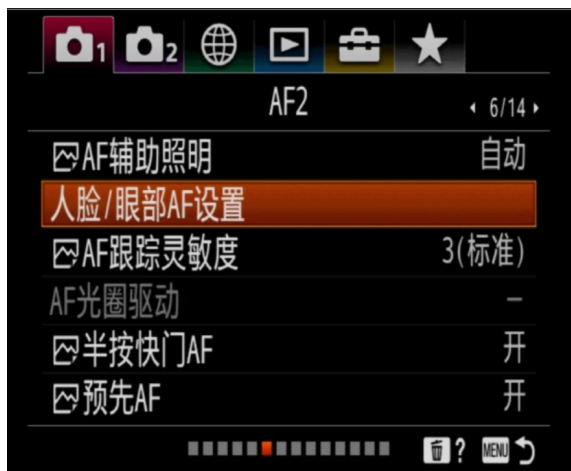 1 2
AF2 6/14
AF辅助照明 自动
人脸/眼部AF设置
AF跟踪灵敏度 3(标准)
AF光圈驱动 –
半按快门AF 开
预先AF 开
? MENU